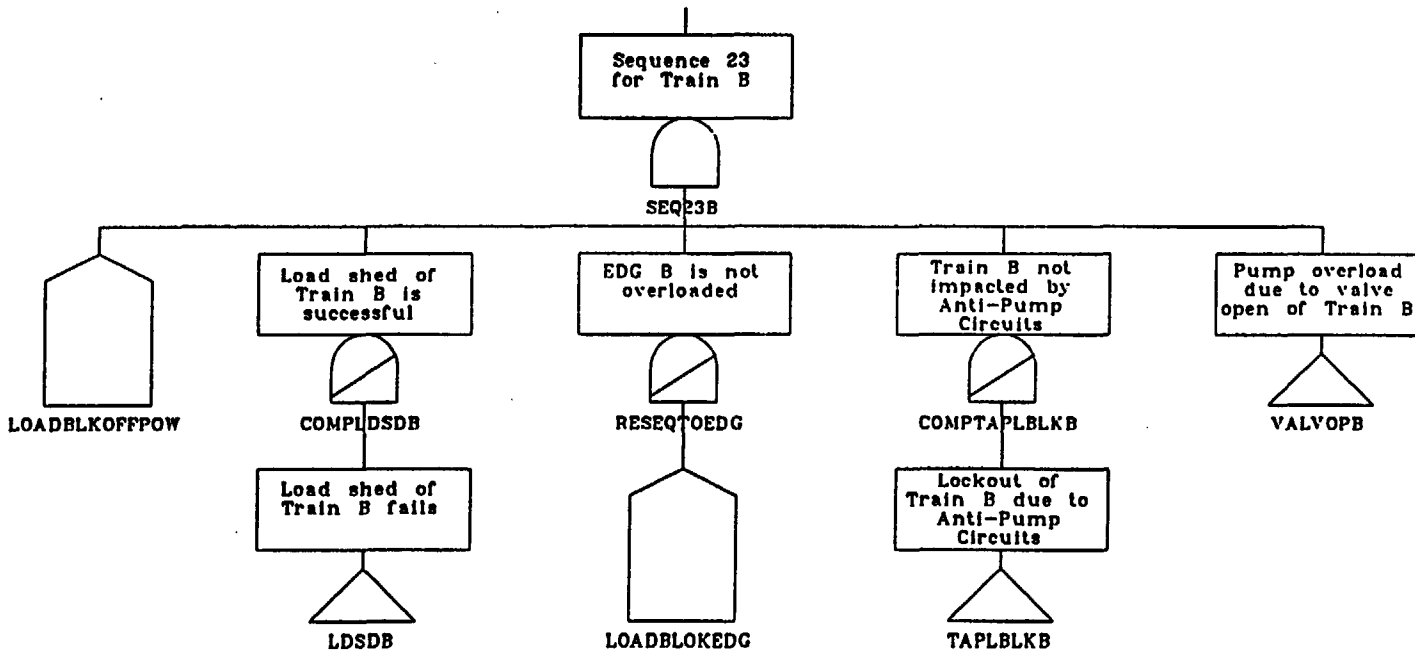 Sequence 23
for Train B
SEQ23B
LOADBLKOFFPOW
Load shed of
Train B is
successful
COMPLDSDB
EDG B is not
overloaded
RESEQTOEDG
Train B not
impacted by
Anti-Pump
Circuits
COMPTAPLBLKB
Pump overload
due to valve
open of Train B
VALVOPB
Load shed of
Train B fails
LDSDB
LOADBLOKEDG
Lockout of
Train B due to
Anti-Pump
Circuits
TAPLBLKB